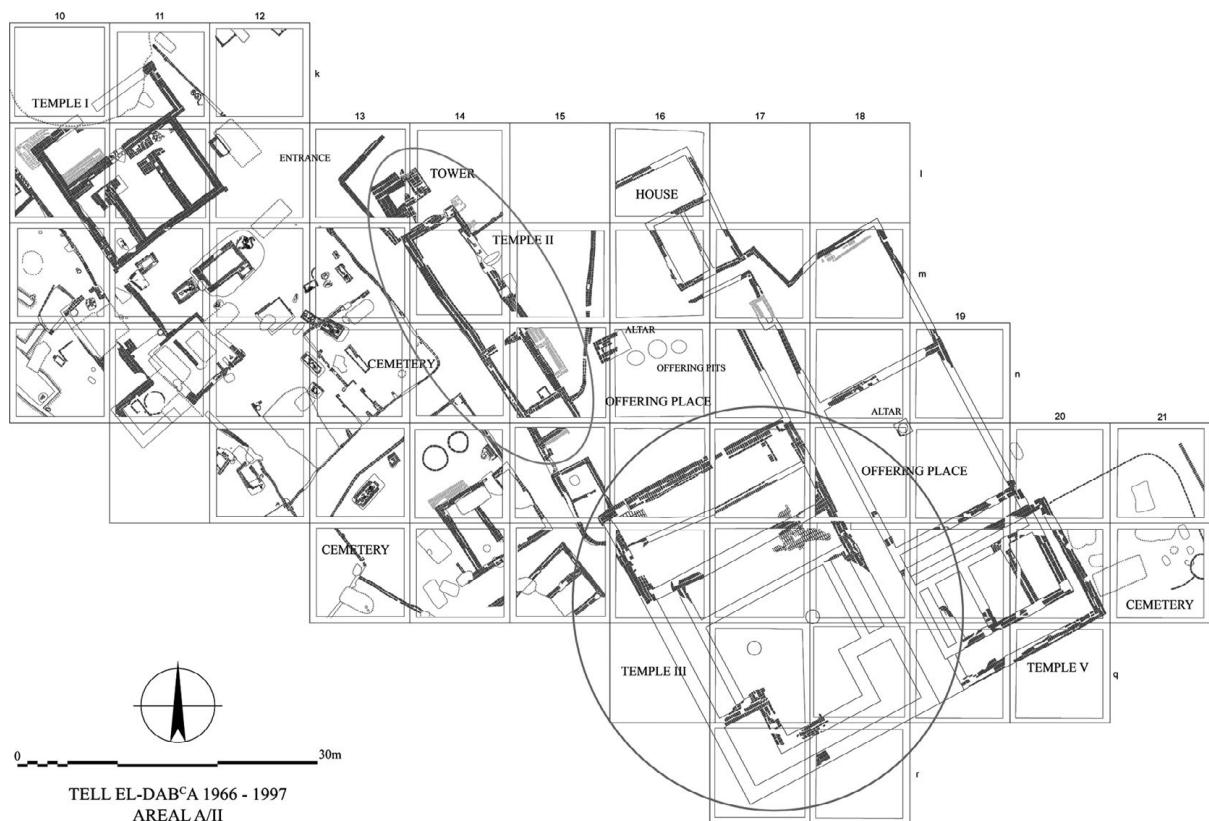 10 11 12
k
TEMPLE I
13 14 15 16 17 18
ENTRANCE
TOWER
HOUSE
l
TEMPLE II
m
19
ALTAR
CEMETERY
OFFERING PITS
n
OFFERING PLACE
ALTAR
20 21
OFFERING PLACE
CEMETERY
CEMETERY
TEMPLE III
TEMPLE V
q
0 30m
r
TELL EL-DABᶜA 1966 - 1997
AREAL A/II